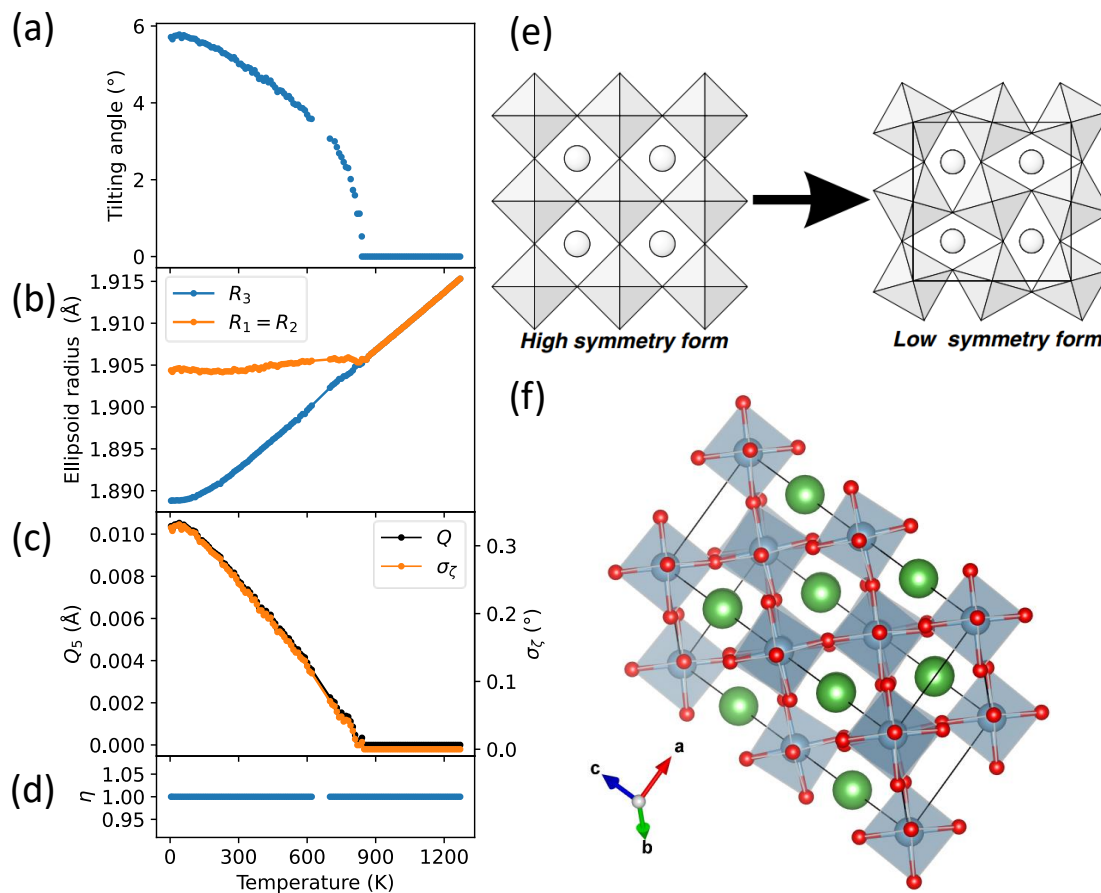 (a)
6
4
2
0
Tilting angle (°)
(b)
1.915
1.910
1.905
1.900
1.895
1.890
Ellipsoid radius (Å)
R₃
R₁ = R₂
(c)
0.010
0.008
0.006
0.004
0.002
0.000
Q₅ (Å)
Q
σ_ζ
0.3
0.2
0.1
0.0
σ_ζ (°)
(d)
1.05
1.00
0.95
η
0 300 600 900 1200
Temperature (K)
(e)
High symmetry form
Low symmetry form
(f)
a
c
b